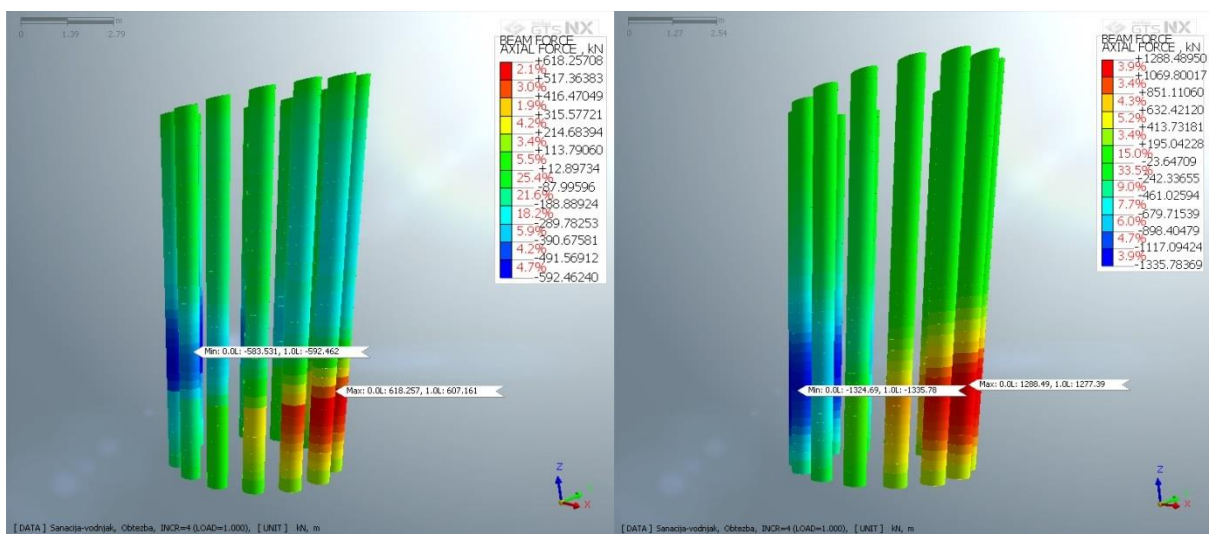 m
0 1.39 2.79
GTS NX
BEAM FORCE
AXIAL FORCE , kN
+618.25708
2.1%
+517.36383
3.0%
+416.47049
1.9%
+315.57721
4.2%
+214.68394
3.4%
+113.79060
5.5%
+12.89734
25.4%
-87.99596
21.6%
-188.88924
18.2%
-289.78253
5.9%
-390.67581
4.2%
-491.56912
4.7%
-592.46240
Min: 0.0L: -583.531, 1.0L: -592.462
Max: 0.0L: 618.257, 1.0L: 607.161
Z
X
[ DATA ] Sanacija-vodnjak, Obtezba, INCR=4 (LOAD=1.000), [ UNIT ] kN, m
m
0 1.27 2.54
GTS NX
BEAM FORCE
AXIAL FORCE , kN
+1288.48950
3.9%
+1069.80017
3.4%
+851.11060
4.3%
+632.42120
5.2%
+413.73181
3.4%
+195.04228
15.0%
-23.64709
33.5%
-242.33655
9.0%
-461.02594
7.7%
-679.71539
6.0%
-898.40479
4.7%
-1117.09424
3.9%
-1335.78369
Min: 0.0L: -1324.69, 1.0L: -1335.78
Max: 0.0L: 1288.49, 1.0L: 1277.39
Z
X
[ DATA ] Sanacija-vodnjak, Obtezba, INCR=4 (LOAD=1.000), [ UNIT ] kN, m